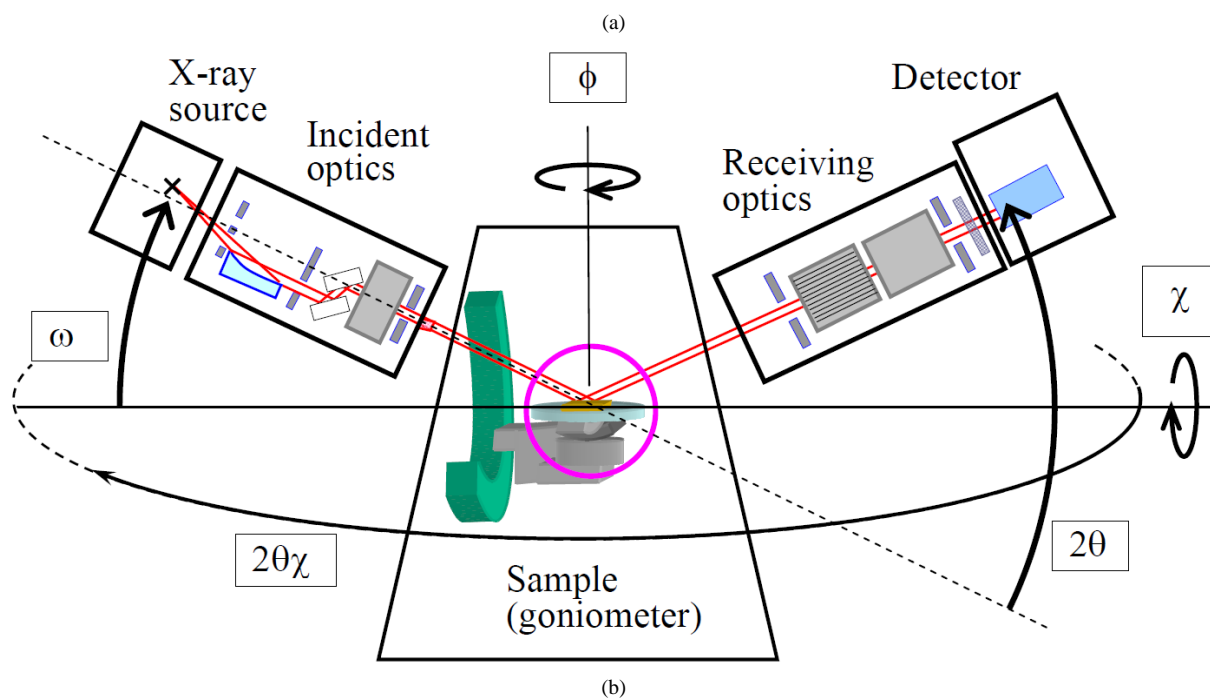 (a)
X-ray
source
ϕ
Detector
Incident
optics
Receiving
optics
χ
ω
2θχ
2θ
Sample
(goniometer)
(b)